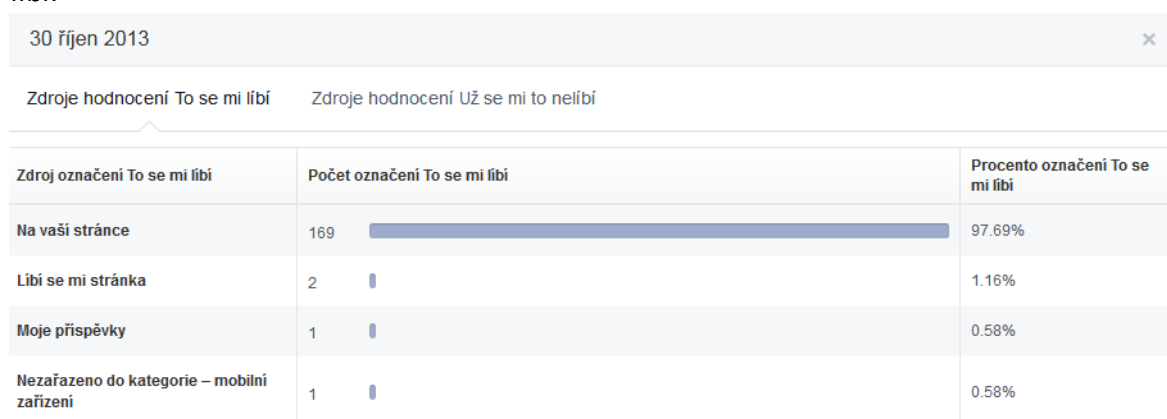 30 říjen 2013 ×
Zdroje hodnocení To se mi líbí Zdroje hodnocení Už se mi to nelíbí
Zdroj označení To se mi líbí Počet označení To se mi líbí Procento označení To se
mi líbí
Na vaší stránce 169 97.69%
Líbí se mi stránka 2 1.16%
Moje příspěvky 1 0.58%
Nezařazeno do kategorie – mobilní
zařízení 1 0.58%